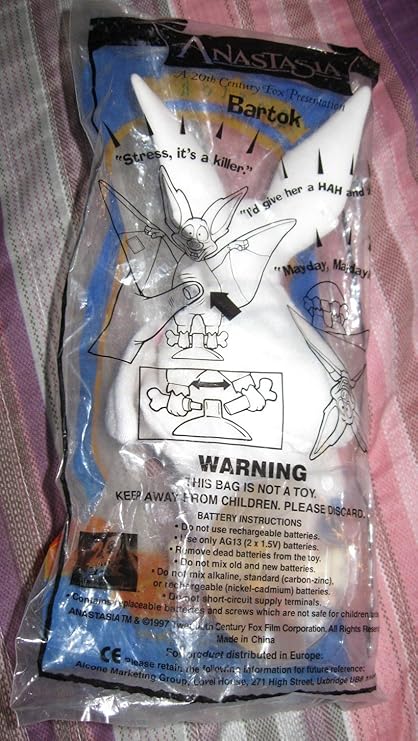 ANASTASIA
A 20th Century Fox Presentation
Bartok
"Stress, it's a killer."
"I'd give her a HAH and
"Mayday, Mayday!
WARNING
THIS BAG IS NOT A TOY.
KEEP AWAY FROM CHILDREN. PLEASE DISCARD.
BATTERY INSTRUCTIONS
• Do not use rechargeable batteries.
• Use only AG13 (2 x 1.5V) batteries.
• Remove dead batteries from the toy.
• Do not mix old and new batteries.
• Do not mix alkaline, standard (carbon-zinc),
or rechargeable (nickel-cadmium) batteries.
• Do not short-circuit supply terminals.
• Contains replaceable batteries and screws which are not safe for children
ANASTASIA TM & ©1997 Twentieth Century Fox Film Corporation. All Rights
Made in China
For product distributed in Europe:
CE Please retain the following information for future reference:
Alcone Marketing Group, Lovel House, 271 High Street, Uxbridge UB8